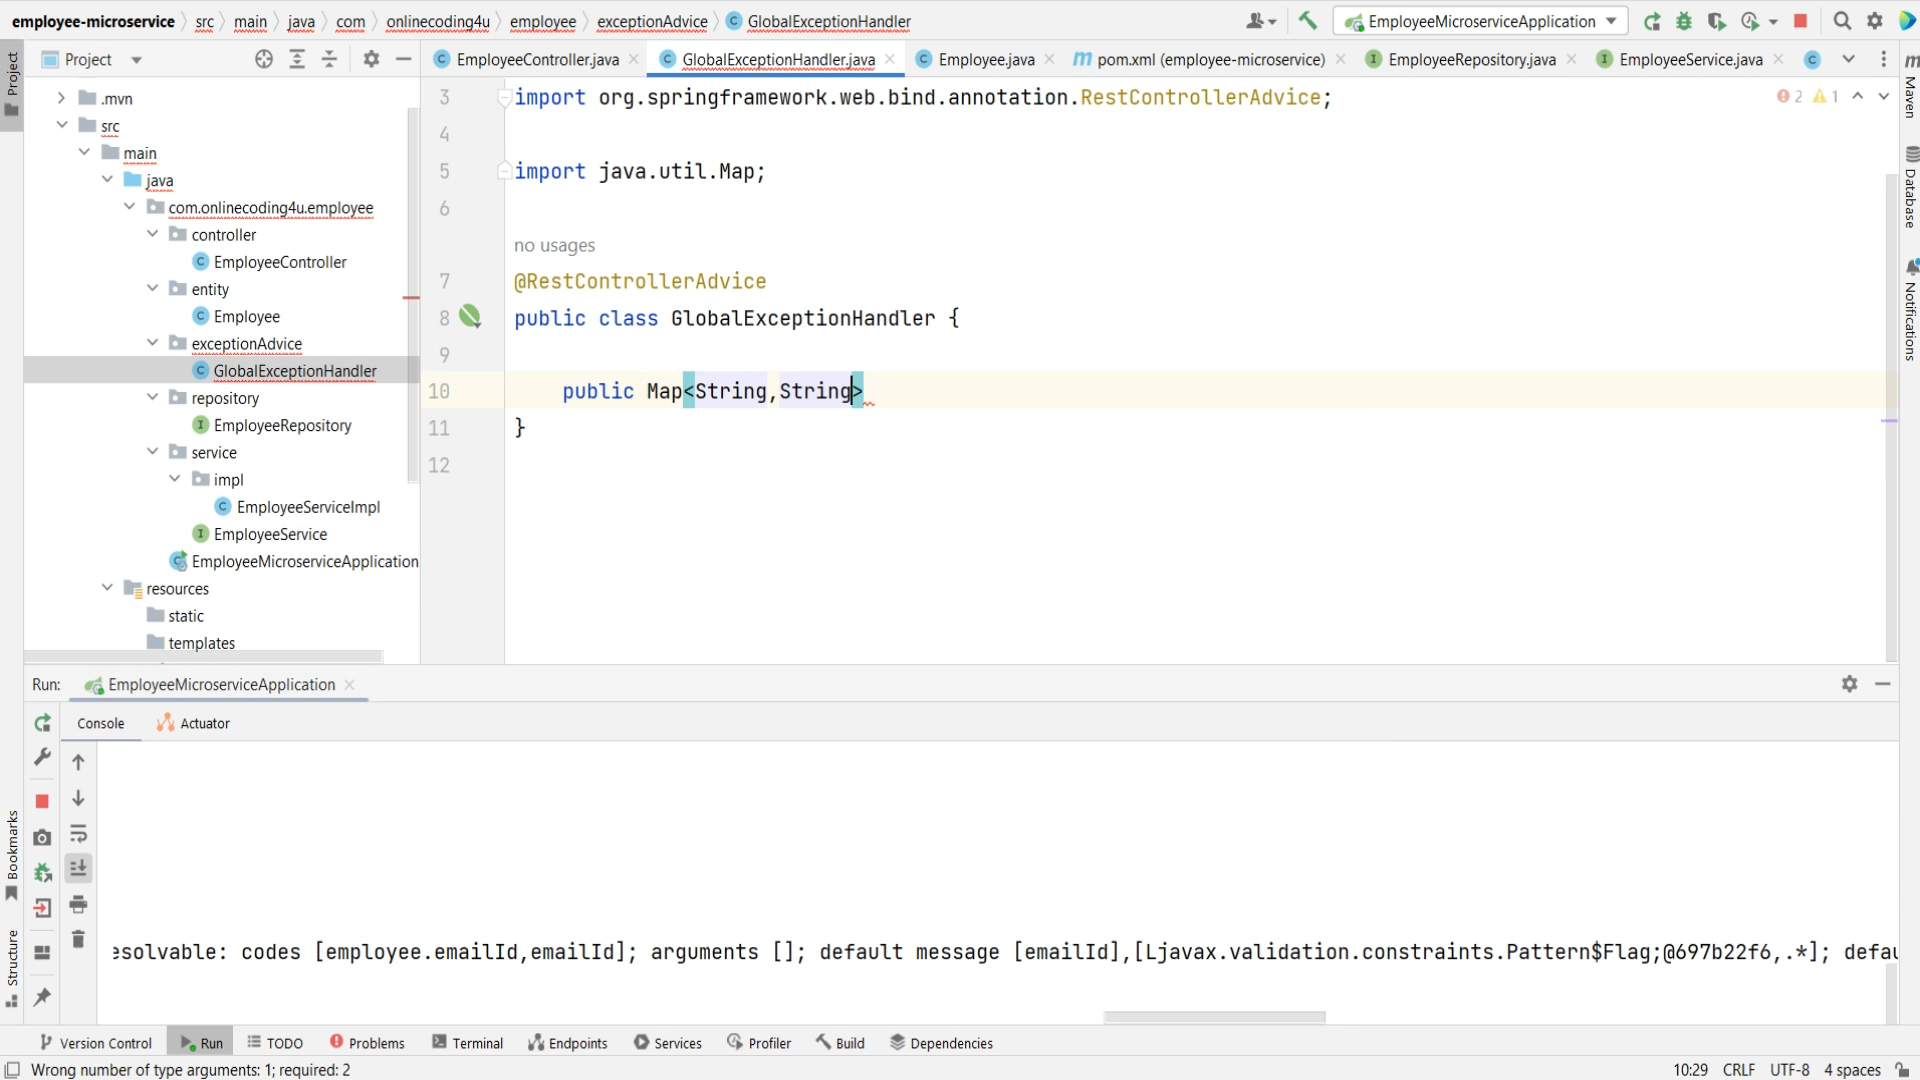 employee-microservice src main java com onlinecoding4u employee exceptionAdvice GlobalExceptionHandler
EmployeeMicroserviceApplication
Project
EmployeeController.java GlobalExceptionHandler.java Employee.java pom.xml (employee-microservice) EmployeeRepository.java EmployeeService.java
Project
Bookmarks
Structure
Maven
Database
Notifications
.mvn
src
main
java
com.onlinecoding4u.employee
controller
EmployeeController
entity
Employee
exceptionAdvice
GlobalExceptionHandler
repository
EmployeeRepository
service
impl
EmployeeServiceImpl
EmployeeService
EmployeeMicroserviceApplication
resources
static
templates
2 1
3 import org.springframework.web.bind.annotation.RestControllerAdvice;
4
5 import java.util.Map;
6
no usages
7 @RestControllerAdvice
8 public class GlobalExceptionHandler {
9
10 public Map<String,String>
11 }
12
Run: EmployeeMicroserviceApplication
Console Actuator
esolvable: codes [employee.emailId,emailId]; arguments []; default message [emailId],[Ljavax.validation.constraints.Pattern$Flag;@697b22f6,.*]; defau
Version Control Run TODO Problems Terminal Endpoints Services Profiler Build Dependencies
Wrong number of type arguments: 1; required: 2 10:29 CRLF UTF-8 4 spaces